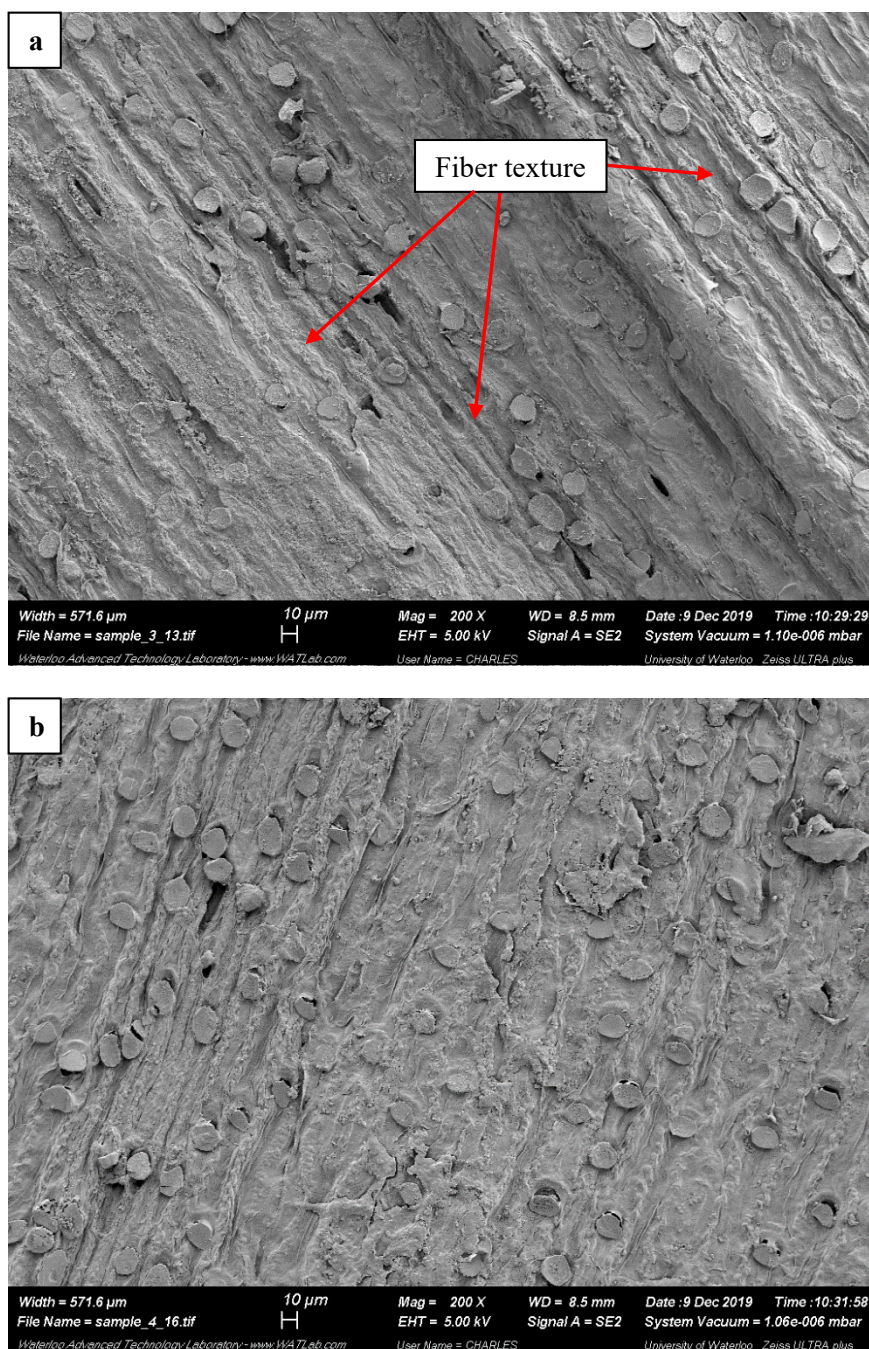 a
Fiber texture
Width = 571.6 µm 10 µm Mag = 200 X WD = 8.5 mm Date :9 Dec 2019 Time :10:29:29
File Name = sample_3_13.tif EHT = 5.00 kV Signal A = SE2 System Vacuum = 1.10e-006 mbar
Waterloo Advanced Technology Laboratory - www.WATLab.com User Name = CHARLES University of Waterloo Zeiss ULTRA plus
b
Width = 571.6 µm 10 µm Mag = 200 X WD = 8.5 mm Date :9 Dec 2019 Time :10:31:58
File Name = sample_4_16.tif EHT = 5.00 kV Signal A = SE2 System Vacuum = 1.06e-006 mbar
Waterloo Advanced Technology Laboratory - www.WATLab.com User Name = CHARLES University of Waterloo Zeiss ULTRA plus